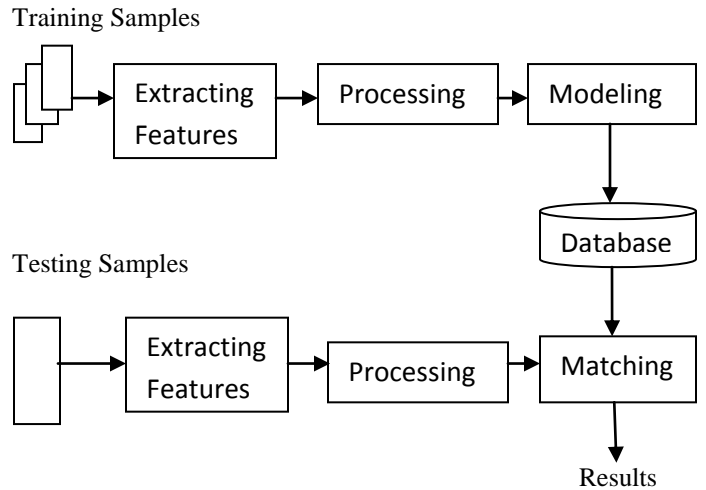 Training Samples
Extracting
Features
Processing
Modeling
Database
Testing Samples
Extracting
Features
Processing
Matching
Results